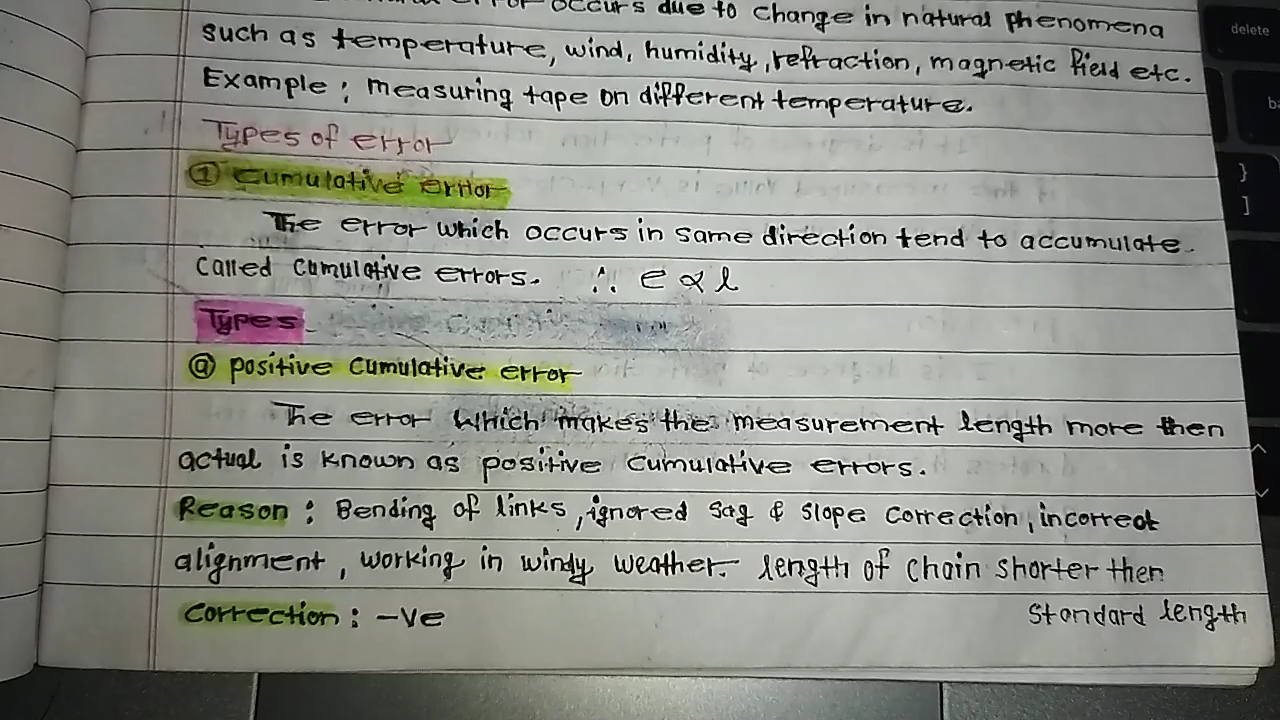 error occurs due to change in natural phenomena
such as temperature, wind, humidity, refraction, magnetic field etc.
Example : measuring tape on different temperature.
Types of error
① Cumulative error
The error which occurs in same direction tend to accumulate
called cumulative errors. ∴ e ∝ l
Types
ⓐ positive cumulative error
The error which makes the measurement length more then
actual is known as positive cumulative errors.
Reason : Bending of links, ignored sag & slope correction, incorrect
alignment, working in windy weather. length of chain shorter then
standard length
correction : -ve
delete
}
]